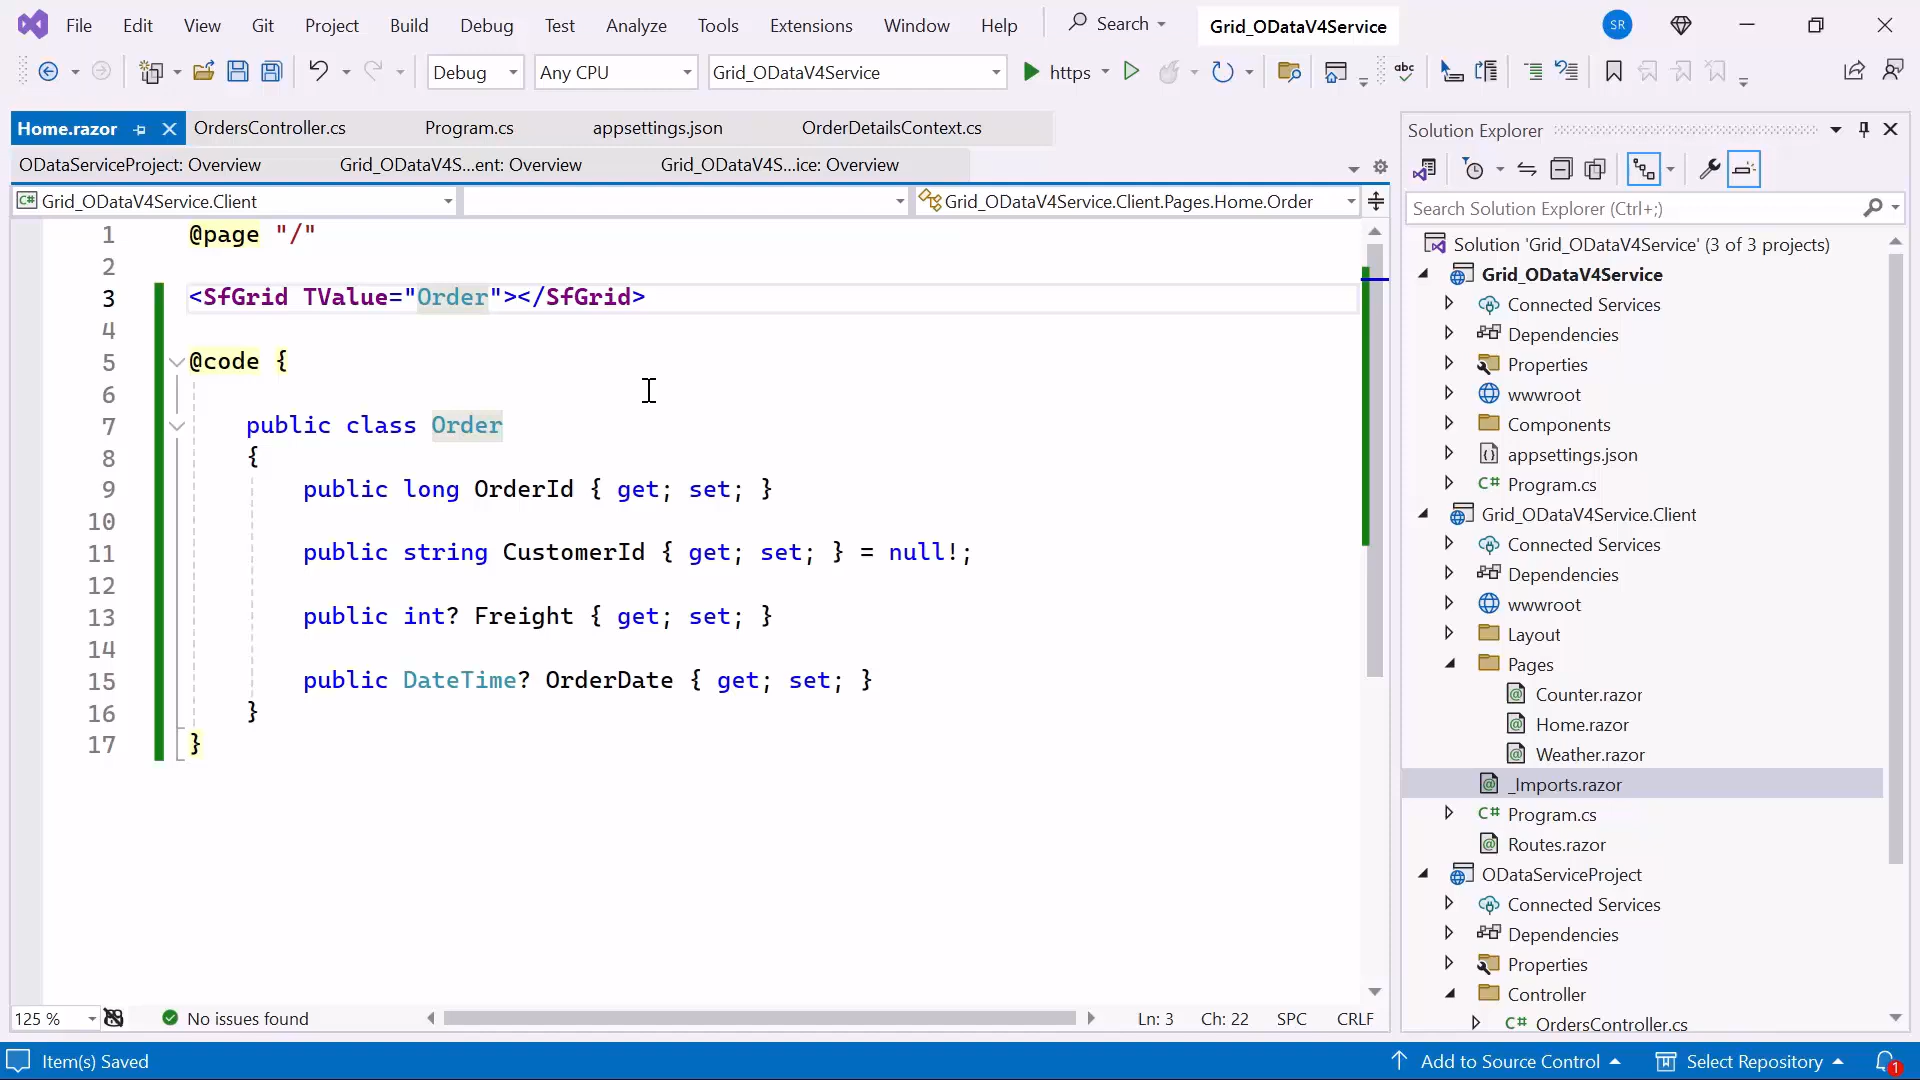 File Edit View Git Project Build Debug Test Analyze Tools Extensions Window Help Search Grid_ODataV4Service SR
Debug Any CPU Grid_ODataV4Service https abc
Home.razor OrdersController.cs Program.cs appsettings.json OrderDetailsContext.cs
ODataServiceProject: Overview Grid_ODataV4S...ent: Overview Grid_ODataV4S...ice: Overview
C# Grid_ODataV4Service.Client Grid_ODataV4Service.Client.Pages.Home.Order
1 @page "/"
2
3 <SfGrid TValue="Order"></SfGrid>
4
5 @code {
6
7 public class Order
8 {
9 public long OrderId { get; set; }
10
11 public string CustomerId { get; set; } = null!;
12
13 public int? Freight { get; set; }
14
15 public DateTime? OrderDate { get; set; }
16 }
17 }
125 % No issues found Ln: 3 Ch: 22 SPC CRLF
Solution Explorer
Search Solution Explorer (Ctrl+;)
Solution 'Grid_ODataV4Service' (3 of 3 projects)
Grid_ODataV4Service
Connected Services
Dependencies
Properties
wwwroot
Components
appsettings.json
C# Program.cs
Grid_ODataV4Service.Client
Connected Services
Dependencies
wwwroot
Layout
Pages
Counter.razor
Home.razor
Weather.razor
_Imports.razor
C# Program.cs
Routes.razor
ODataServiceProject
Connected Services
Dependencies
Properties
Controller
C# OrdersController.cs
Item(s) Saved Add to Source Control Select Repository 1